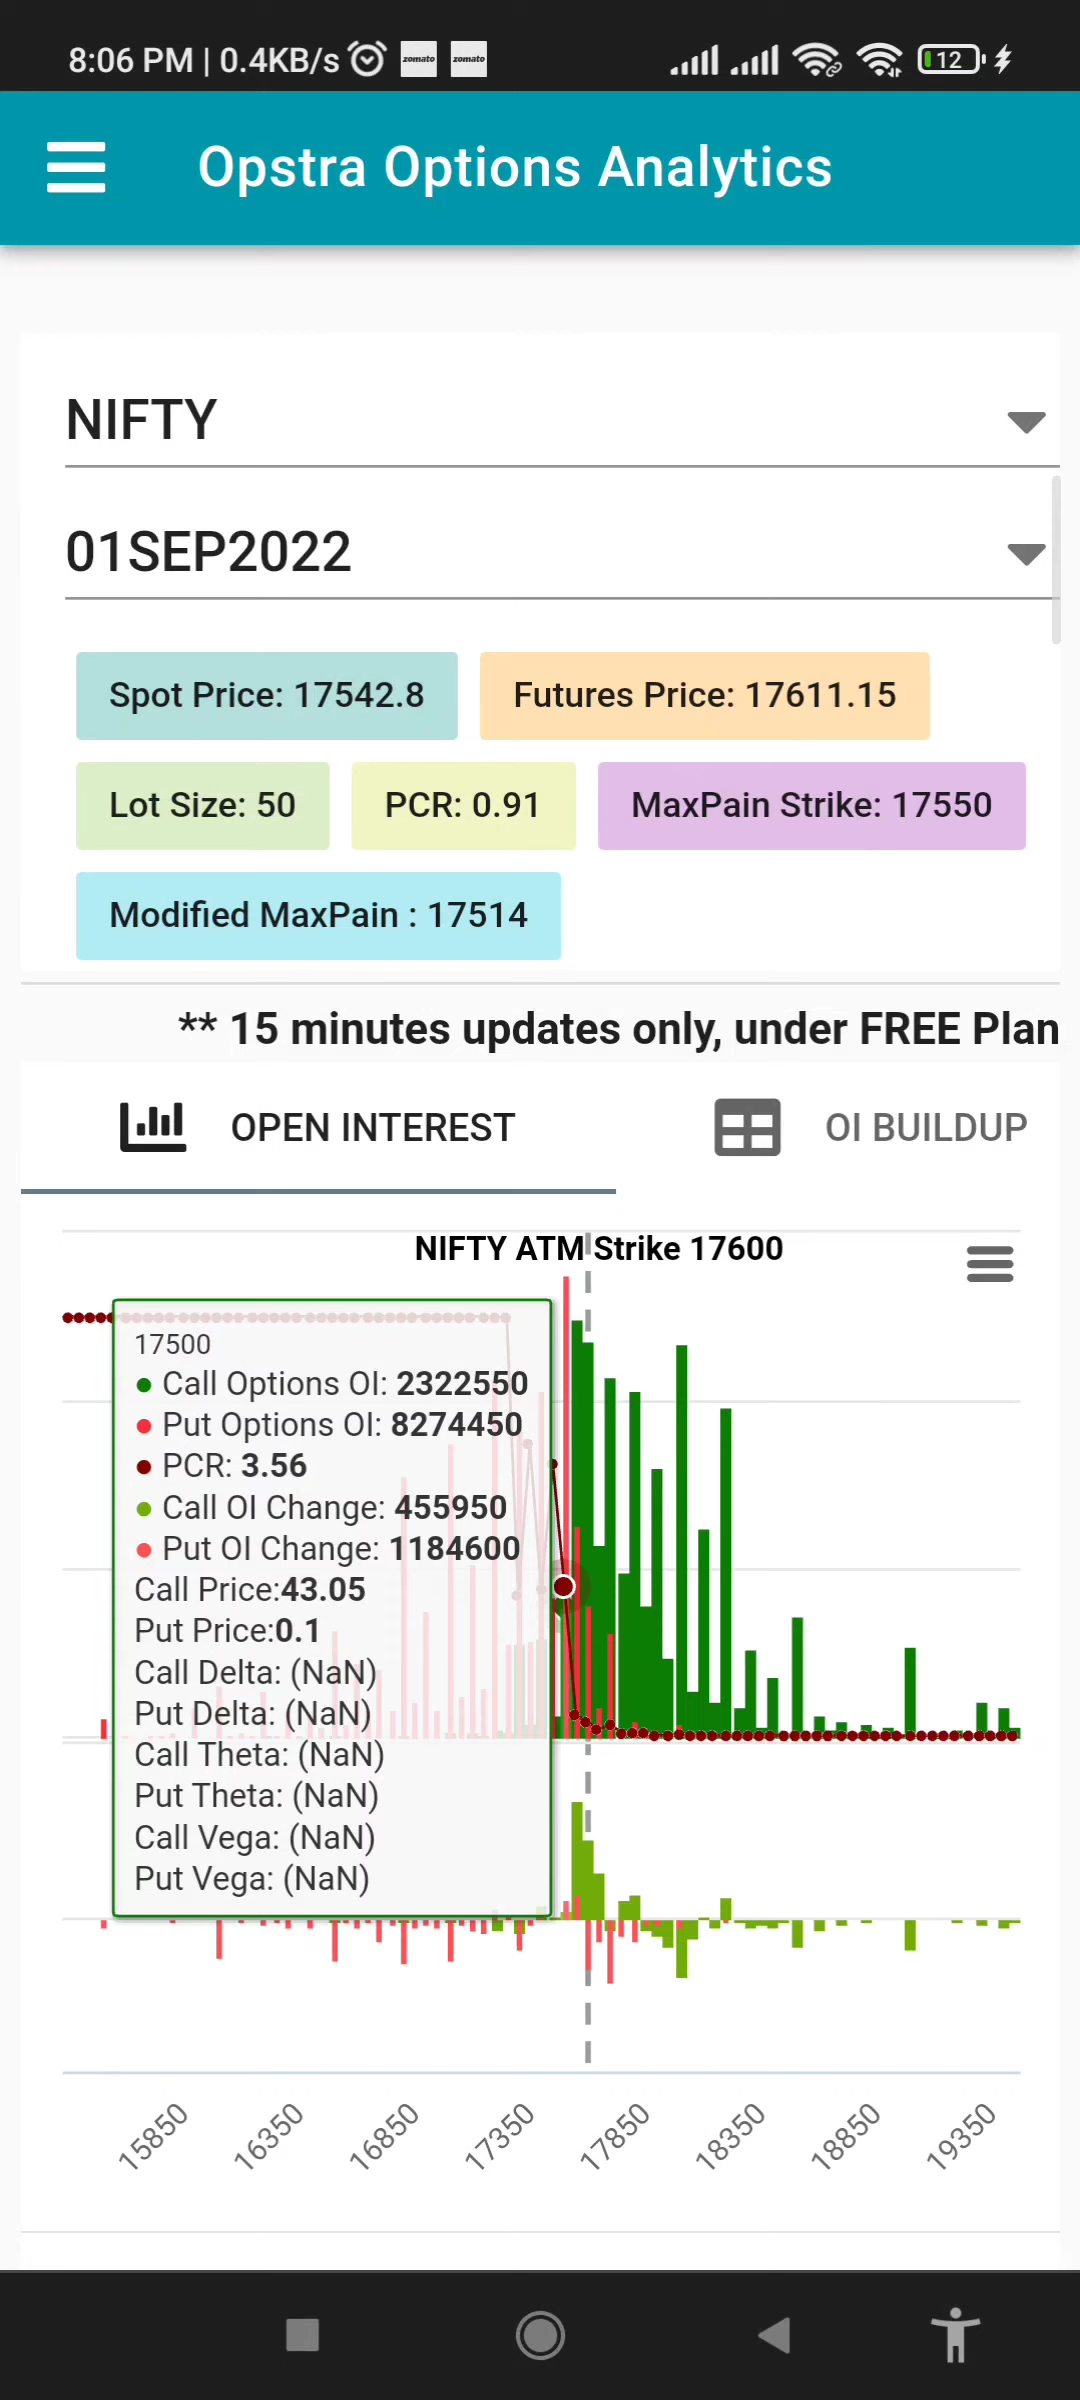 8:06 PM | 0.4KB/s zomato zomato 12
Opstra Options Analytics
NIFTY
01SEP2022
Spot Price: 17542.8 Futures Price: 17611.15
Lot Size: 50 PCR: 0.91 MaxPain Strike: 17550
Modified MaxPain : 17514
** 15 minutes updates only, under FREE Plan
OPEN INTEREST OI BUILDUP
NIFTY ATM Strike 17600
17500
Call Options OI: 2322550
Put Options OI: 8274450
PCR: 3.56
Call OI Change: 455950
Put OI Change: 1184600
Call Price:43.05
Put Price:0.1
Call Delta: (NaN)
Put Delta: (NaN)
Call Theta: (NaN)
Put Theta: (NaN)
Call Vega: (NaN)
Put Vega: (NaN)
15850 16350 16850 17350 17850 18350 18850 19350